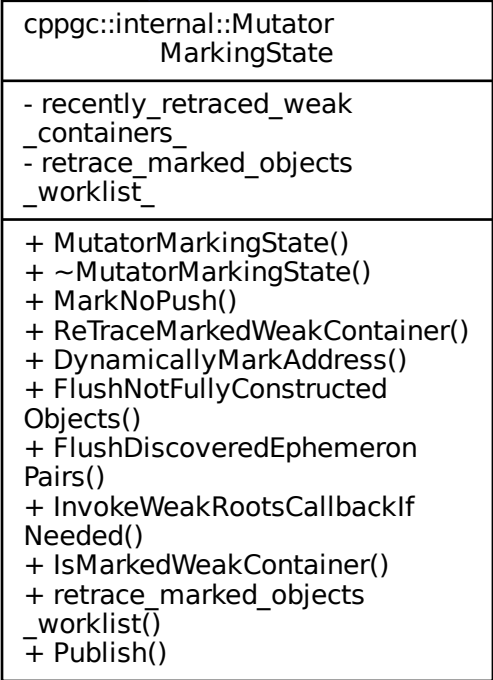 cppgc::internal::Mutator
MarkingState
- recently_retraced_weak
_containers_
- retrace_marked_objects
_worklist_
+ MutatorMarkingState()
+ ~MutatorMarkingState()
+ MarkNoPush()
+ ReTraceMarkedWeakContainer()
+ DynamicallyMarkAddress()
+ FlushNotFullyConstructed
Objects()
+ FlushDiscoveredEphemeron
Pairs()
+ InvokeWeakRootsCallbackIf
Needed()
+ IsMarkedWeakContainer()
+ retrace_marked_objects
_worklist()
+ Publish()